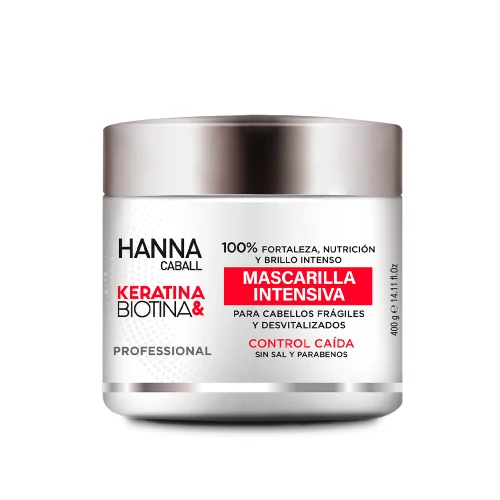 HANNA
CABALL
KERATINA
BIOTINA&
PROFESSIONAL
100% FORTALEZA, NUTRICIÓN
Y BRILLO INTENSO
MASCARILLA
INTENSIVA
PARA CABELLOS FRÁGILES
Y DESVITALIZADOS
CONTROL CAÍDA
SIN SAL Y PARABENOS
400 g ℮ 14.11 fl.Oz